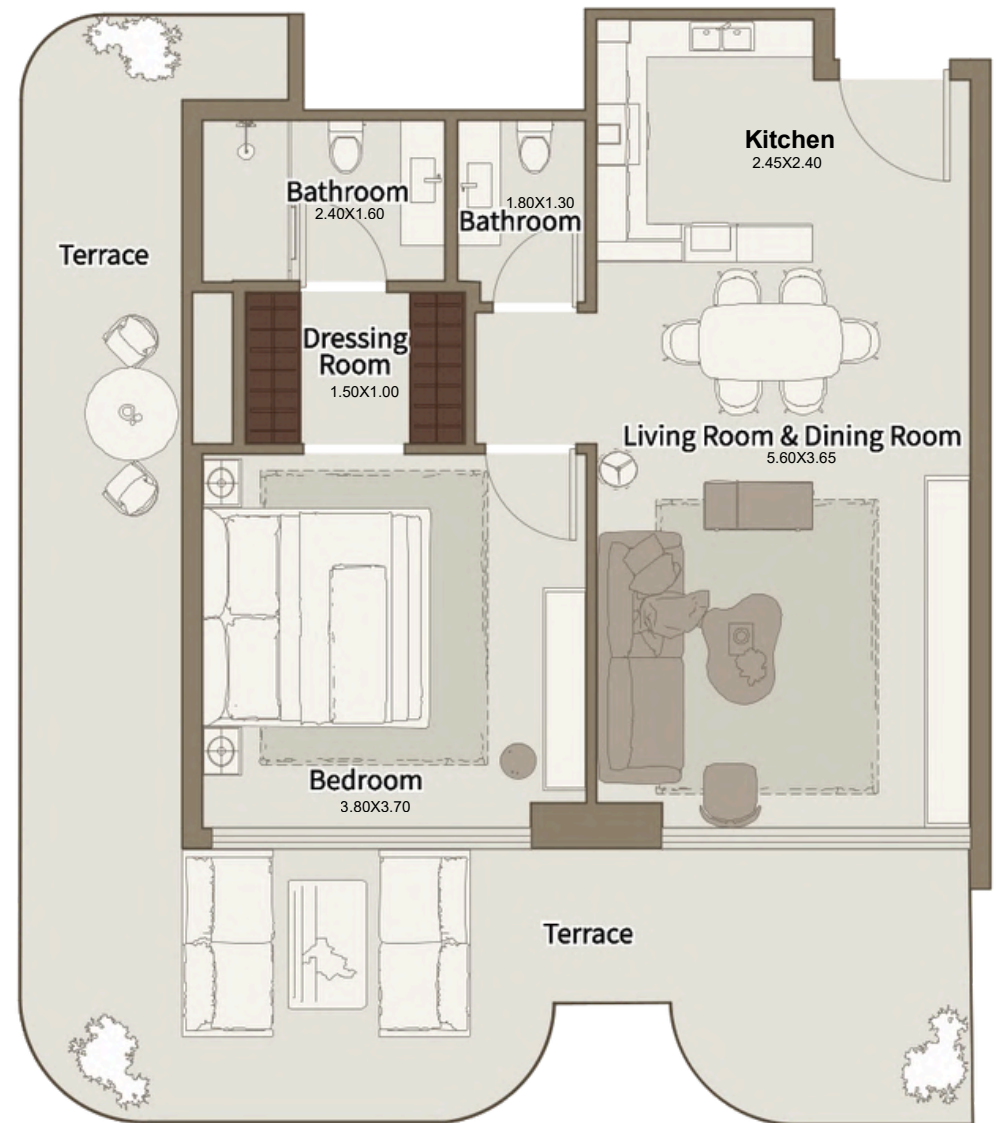 Kitchen
2.45X2.40
Bathroom
2.40X1.60
1.80X1.30
Bathroom
Terrace
Dressing
Room
1.50X1.00
Living Room & Dining Room
5.60X3.65
Bedroom
3.80X3.70
Terrace